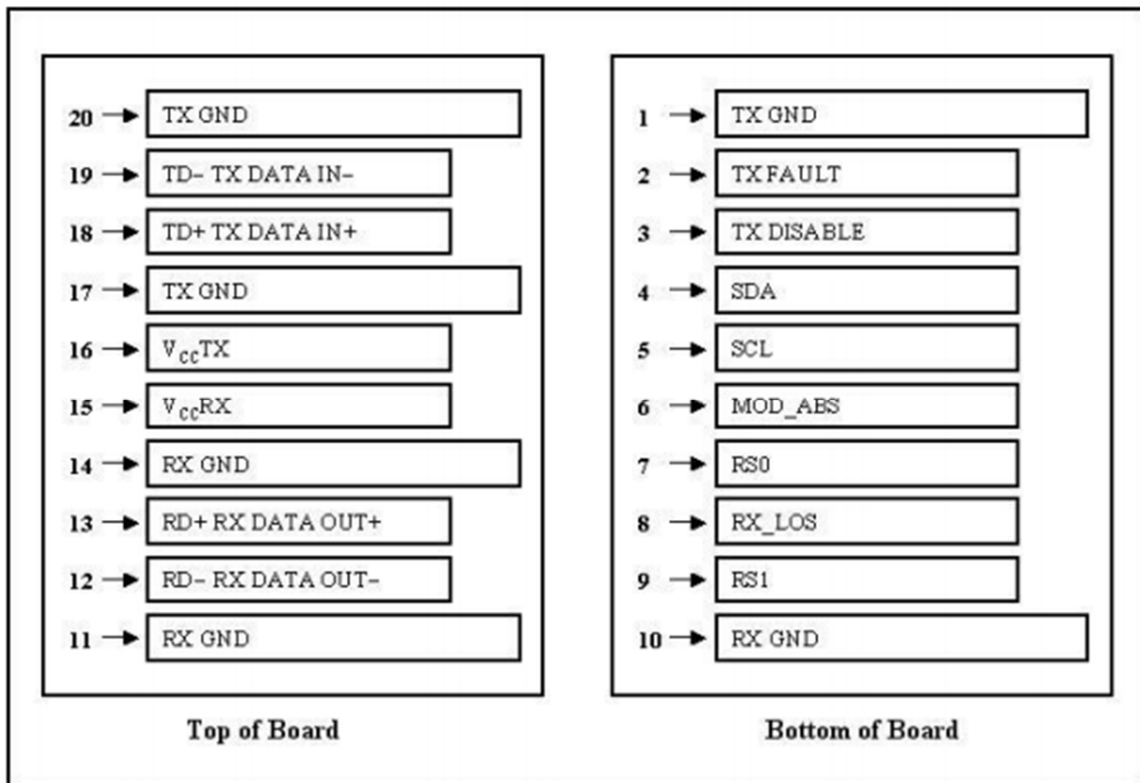 20 TX GND
19 TD– TX DATA IN–
18 TD+ TX DATA IN+
17 TX GND
16 VCCTX
15 VCCRX
14 RX GND
13 RD+ RX DATA OUT+
12 RD– RX DATA OUT–
11 RX GND
Top of Board
1 TX GND
2 TX FAULT
3 TX DISABLE
4 SDA
5 SCL
6 MOD_ABS
7 RS0
8 RX_LOS
9 RS1
10 RX GND
Bottom of Board